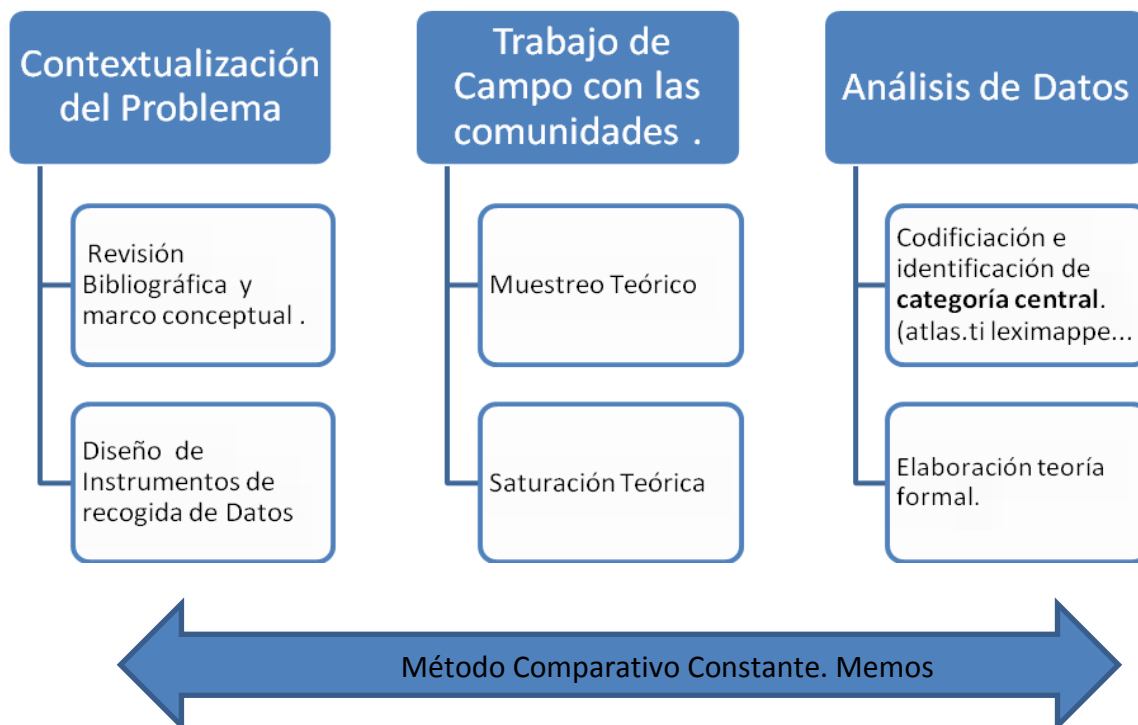 Contextualización
del Problema
Revisión
Bibliográfica y
marco conceptual .
Diseño de
Instrumentos de
recogida de Datos
Trabajo de
Campo con las
comunidades .
Muestreo Teórico
Saturación Teórica
Análisis de Datos
Codificiación e
identificación de
categoría central.
(atlas.ti leximappe...
Elaboración teoría
formal.
Método Comparativo Constante. Memos